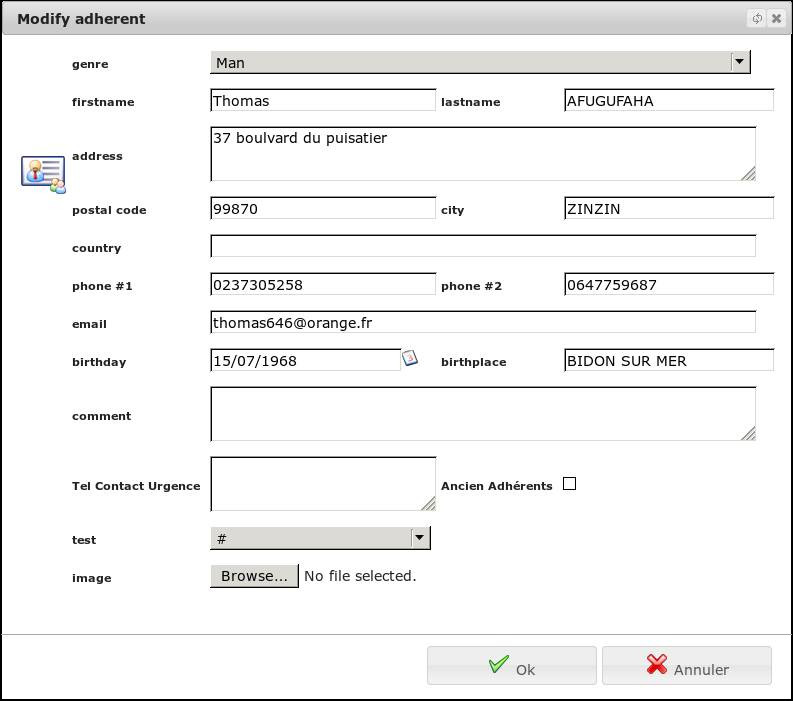 Modify adherent
genre Man
firstname Thomas lastname AFUGUFAHA
address 37 boulvard du puisatier
postal code 99870 city ZINZIN
country
phone #1 0237305258 phone #2 0647759687
email thomas646@orange.fr
birthday 15/07/1968 birthplace BIDON SUR MER
comment
Tel Contact Urgence Ancien Adhérents
test #
image Browse... No file selected.
Ok Annuler